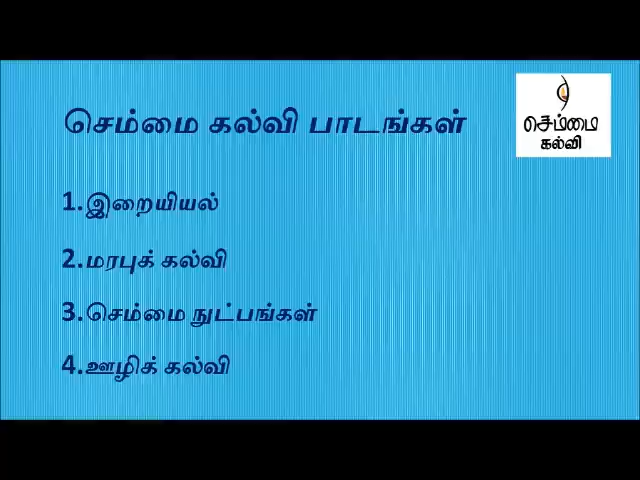 செம்மை கல்வி பாடங்கள்
செம்மை
கல்வி
1.இறையியல்
2.மரபுக் கல்வி
3.செம்மை நுட்பங்கள்
4.ஊழிக் கல்வி